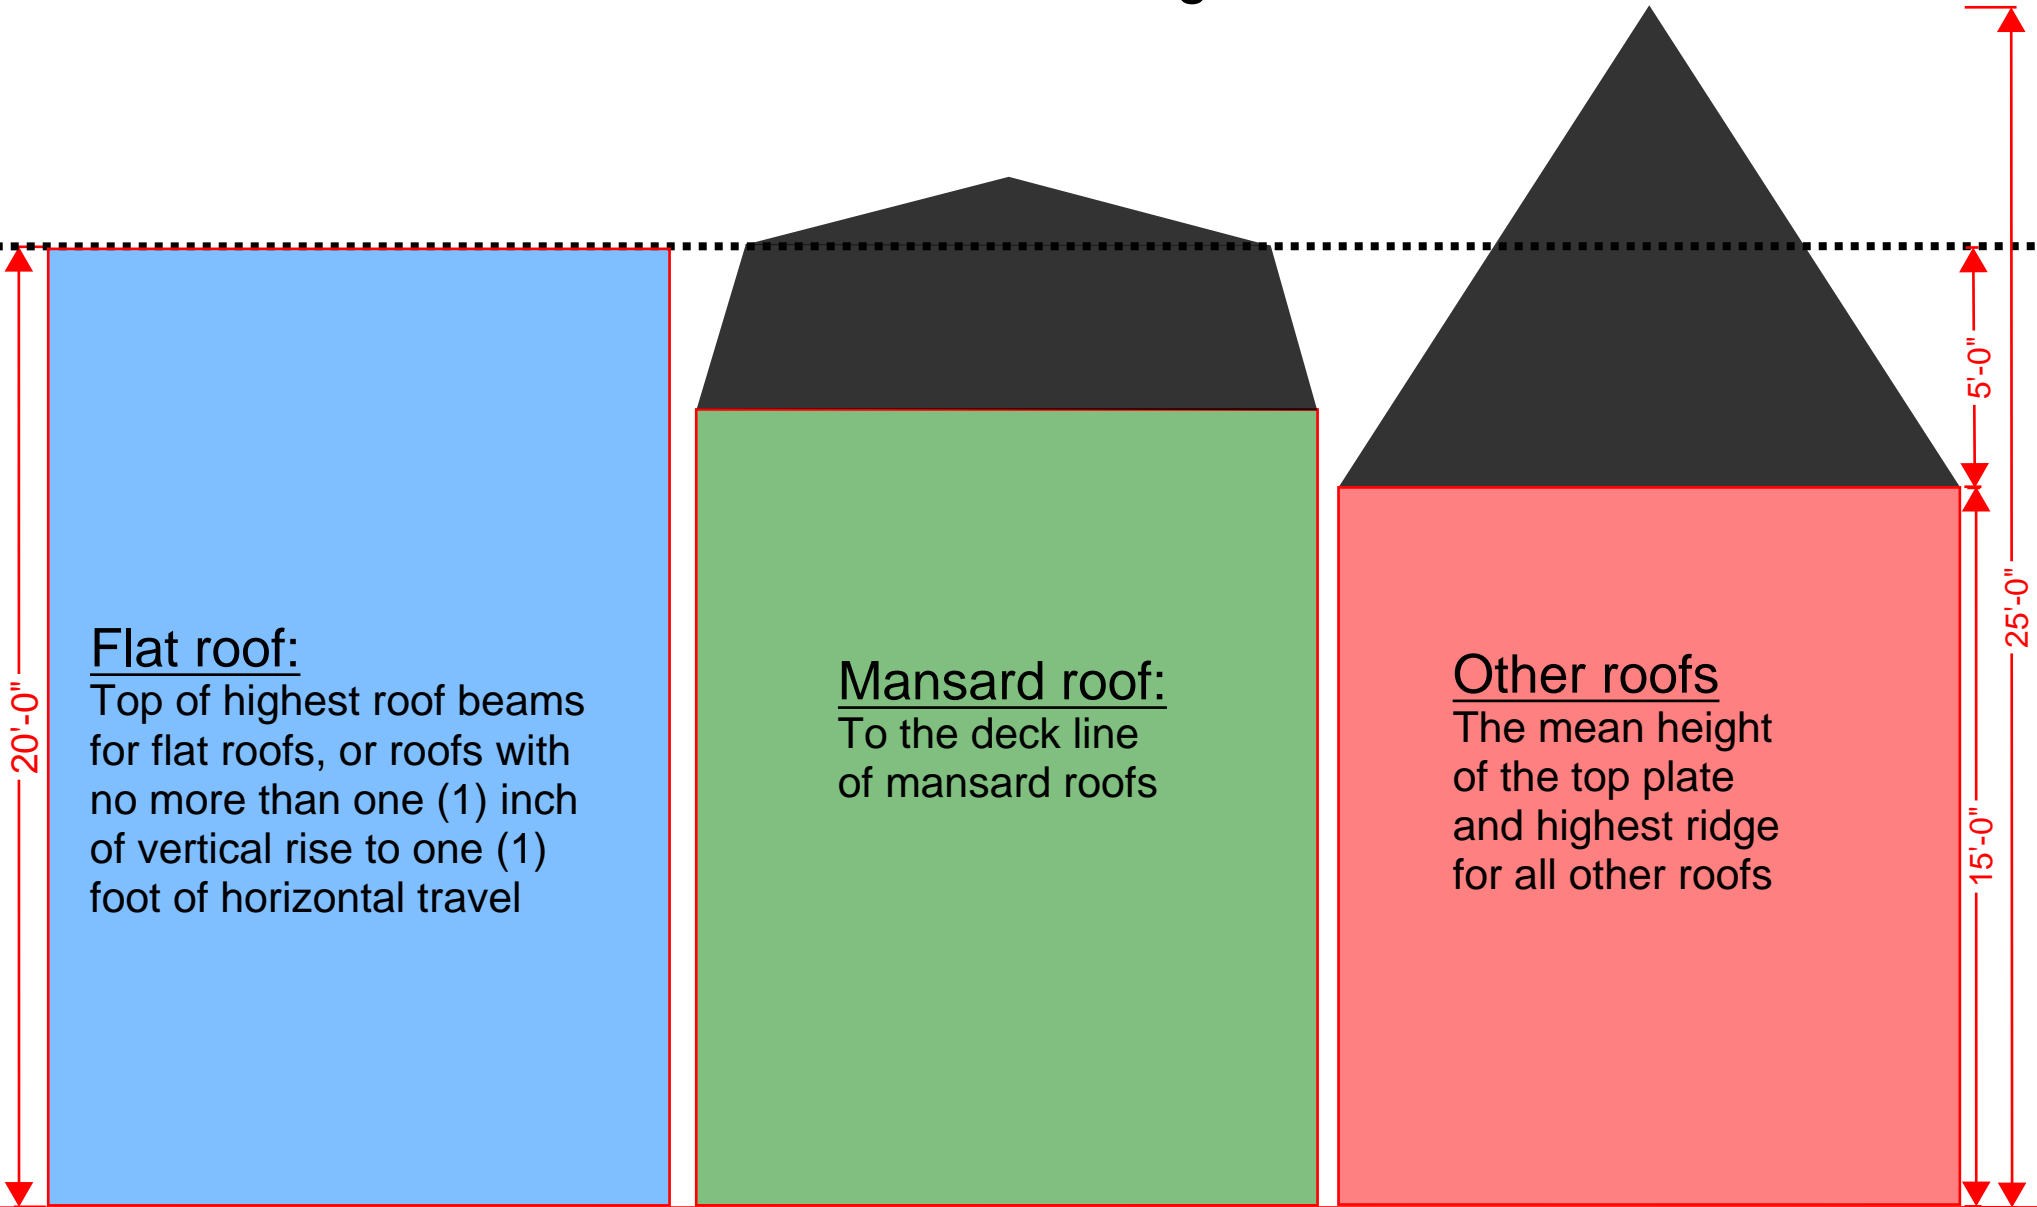 Flat roof:
Top of highest roof beams
for flat roofs, or roofs with
no more than one (1) inch
of vertical rise to one (1)
foot of horizontal travel
Mansard roof:
To the deck line
of mansard roofs
Other roofs
The mean height
of the top plate
and highest ridge
for all other roofs
20'-0"
5'-0"
15'-0"
25'-0"